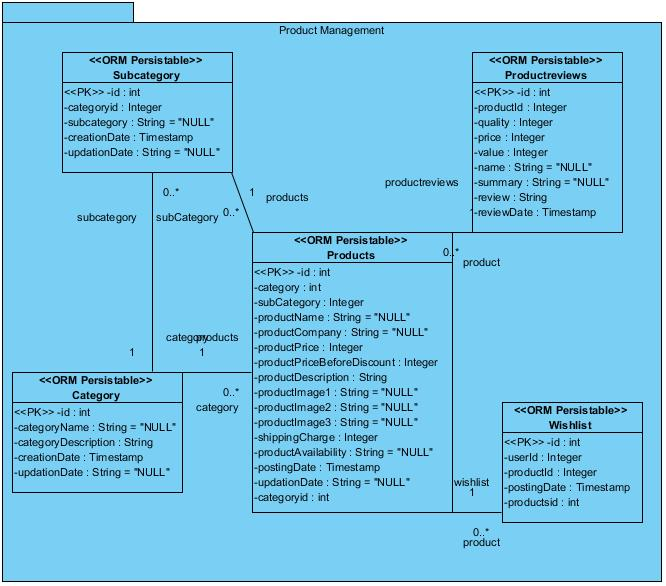 Product Management
<<ORM Persistable>>
Subcategory
<<PK>> -id : int
-categoryid : Integer
-subcategory : String = "NULL"
-creationDate : Timestamp
-updationDate : String = "NULL"
<<ORM Persistable>>
Productreviews
<<PK>> -id : int
-productId : Integer
-quality : Integer
-price : Integer
-value : Integer
-name : String = "NULL"
-summary : String = "NULL"
-review : String
-reviewDate : Timestamp
0..*
1
products
productreviews
1
subcategory
subCategory
0..*
<<ORM Persistable>>
Products
<<PK>> -id : int
-category : int
-subCategory : Integer
-productName : String = "NULL"
-productCompany : String = "NULL"
-productPrice : Integer
-productPriceBeforeDiscount : Integer
-productDescription : String
-productImage1 : String = "NULL"
-productImage2 : String = "NULL"
-productImage3 : String = "NULL"
-shippingCharge : Integer
-productAvailability : String = "NULL"
-postingDate : Timestamp
-updationDate : String = "NULL"
-categoryid : int
0..*
product
category
products
1
1
<<ORM Persistable>>
Category
<<PK>> -id : int
-categoryName : String = "NULL"
-categoryDescription : String
-creationDate : Timestamp
-updationDate : String = "NULL"
0..*
category
<<ORM Persistable>>
Wishlist
<<PK>> -id : int
-userId : Integer
-productId : Integer
-postingDate : Timestamp
-productsid : int
wishlist
1
0..*
product